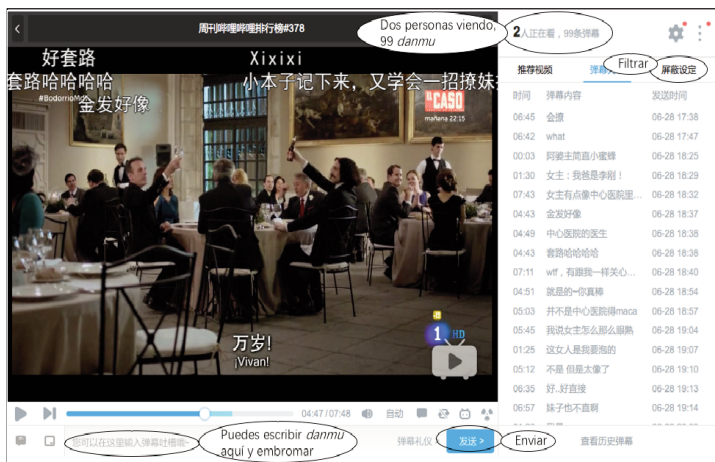 周刊哔哩哔哩排行榜#378
Dos personas viendo,
99 danmu
2人正在看，99条弹幕
好套路
Xixixi
套路哈哈哈哈
小本子记下来，又学会一招撩妹
#BodorrioMo
金发好像
EL CASO
mañana 22:15
推荐视频
Filtrar
屏蔽设定
时间 弹幕内容 发送时间
06:45 会撩 06-28 17:38
06:42 what 06-28 17:47
00:03 阿婆主简直小蜜蜂 06-28 18:25
01:30 女主：我爸是李刚！ 06-28 18:29
07:43 女主有点像中心医院里... 06-28 18:32
04:43 金发好像 06-28 18:37
04:49 中心医院的医生 06-28 18:38
04:43 套路哈哈哈哈 06-28 18:38
07:11 wtf，有跟我一样关心... 06-28 18:40
04:51 就是的~你真棒 06-28 18:54
05:03 并不是中心医院得maca 06-28 18:57
05:45 我说女主怎么那么眼熟 06-28 19:04
01:25 这女人是我要泡的 06-28 19:07
05:12 不是 但是太像了 06-28 19:10
06:35 好..好直接 06-28 19:13
06:57 妹子也不直啊 06-28 19:14
1 HD
万岁!
¡Vivan!
04:47/07:48 自动
您可以在这里输入弹幕吐槽哦~
Puedes escribir danmu
aquí y embromar
弹幕礼仪
发送 >
Enviar
查看历史弹幕